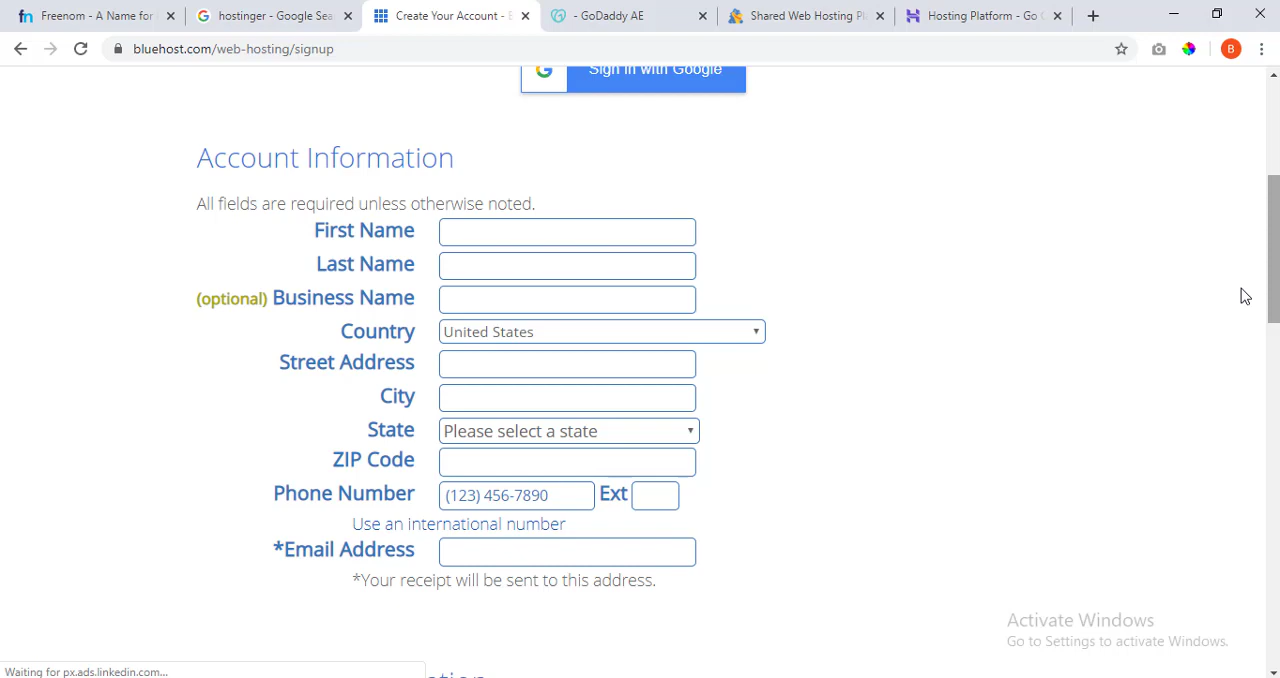 Freenom - A Name for
hostinger - Google Sea
Create Your Account -
- GoDaddy AE
Shared Web Hosting Pl
Hosting Platform - Go
bluehost.com/web-hosting/signup
B
Sign in with Google
Account Information
All fields are required unless otherwise noted.
First Name
Last Name
(optional) Business Name
Country United States
Street Address
City
State Please select a state
ZIP Code
Phone Number (123) 456-7890 Ext
Use an international number
*Email Address
*Your receipt will be sent to this address.
Activate Windows
Go to Settings to activate Windows.
Waiting for px.ads.linkedin.com...